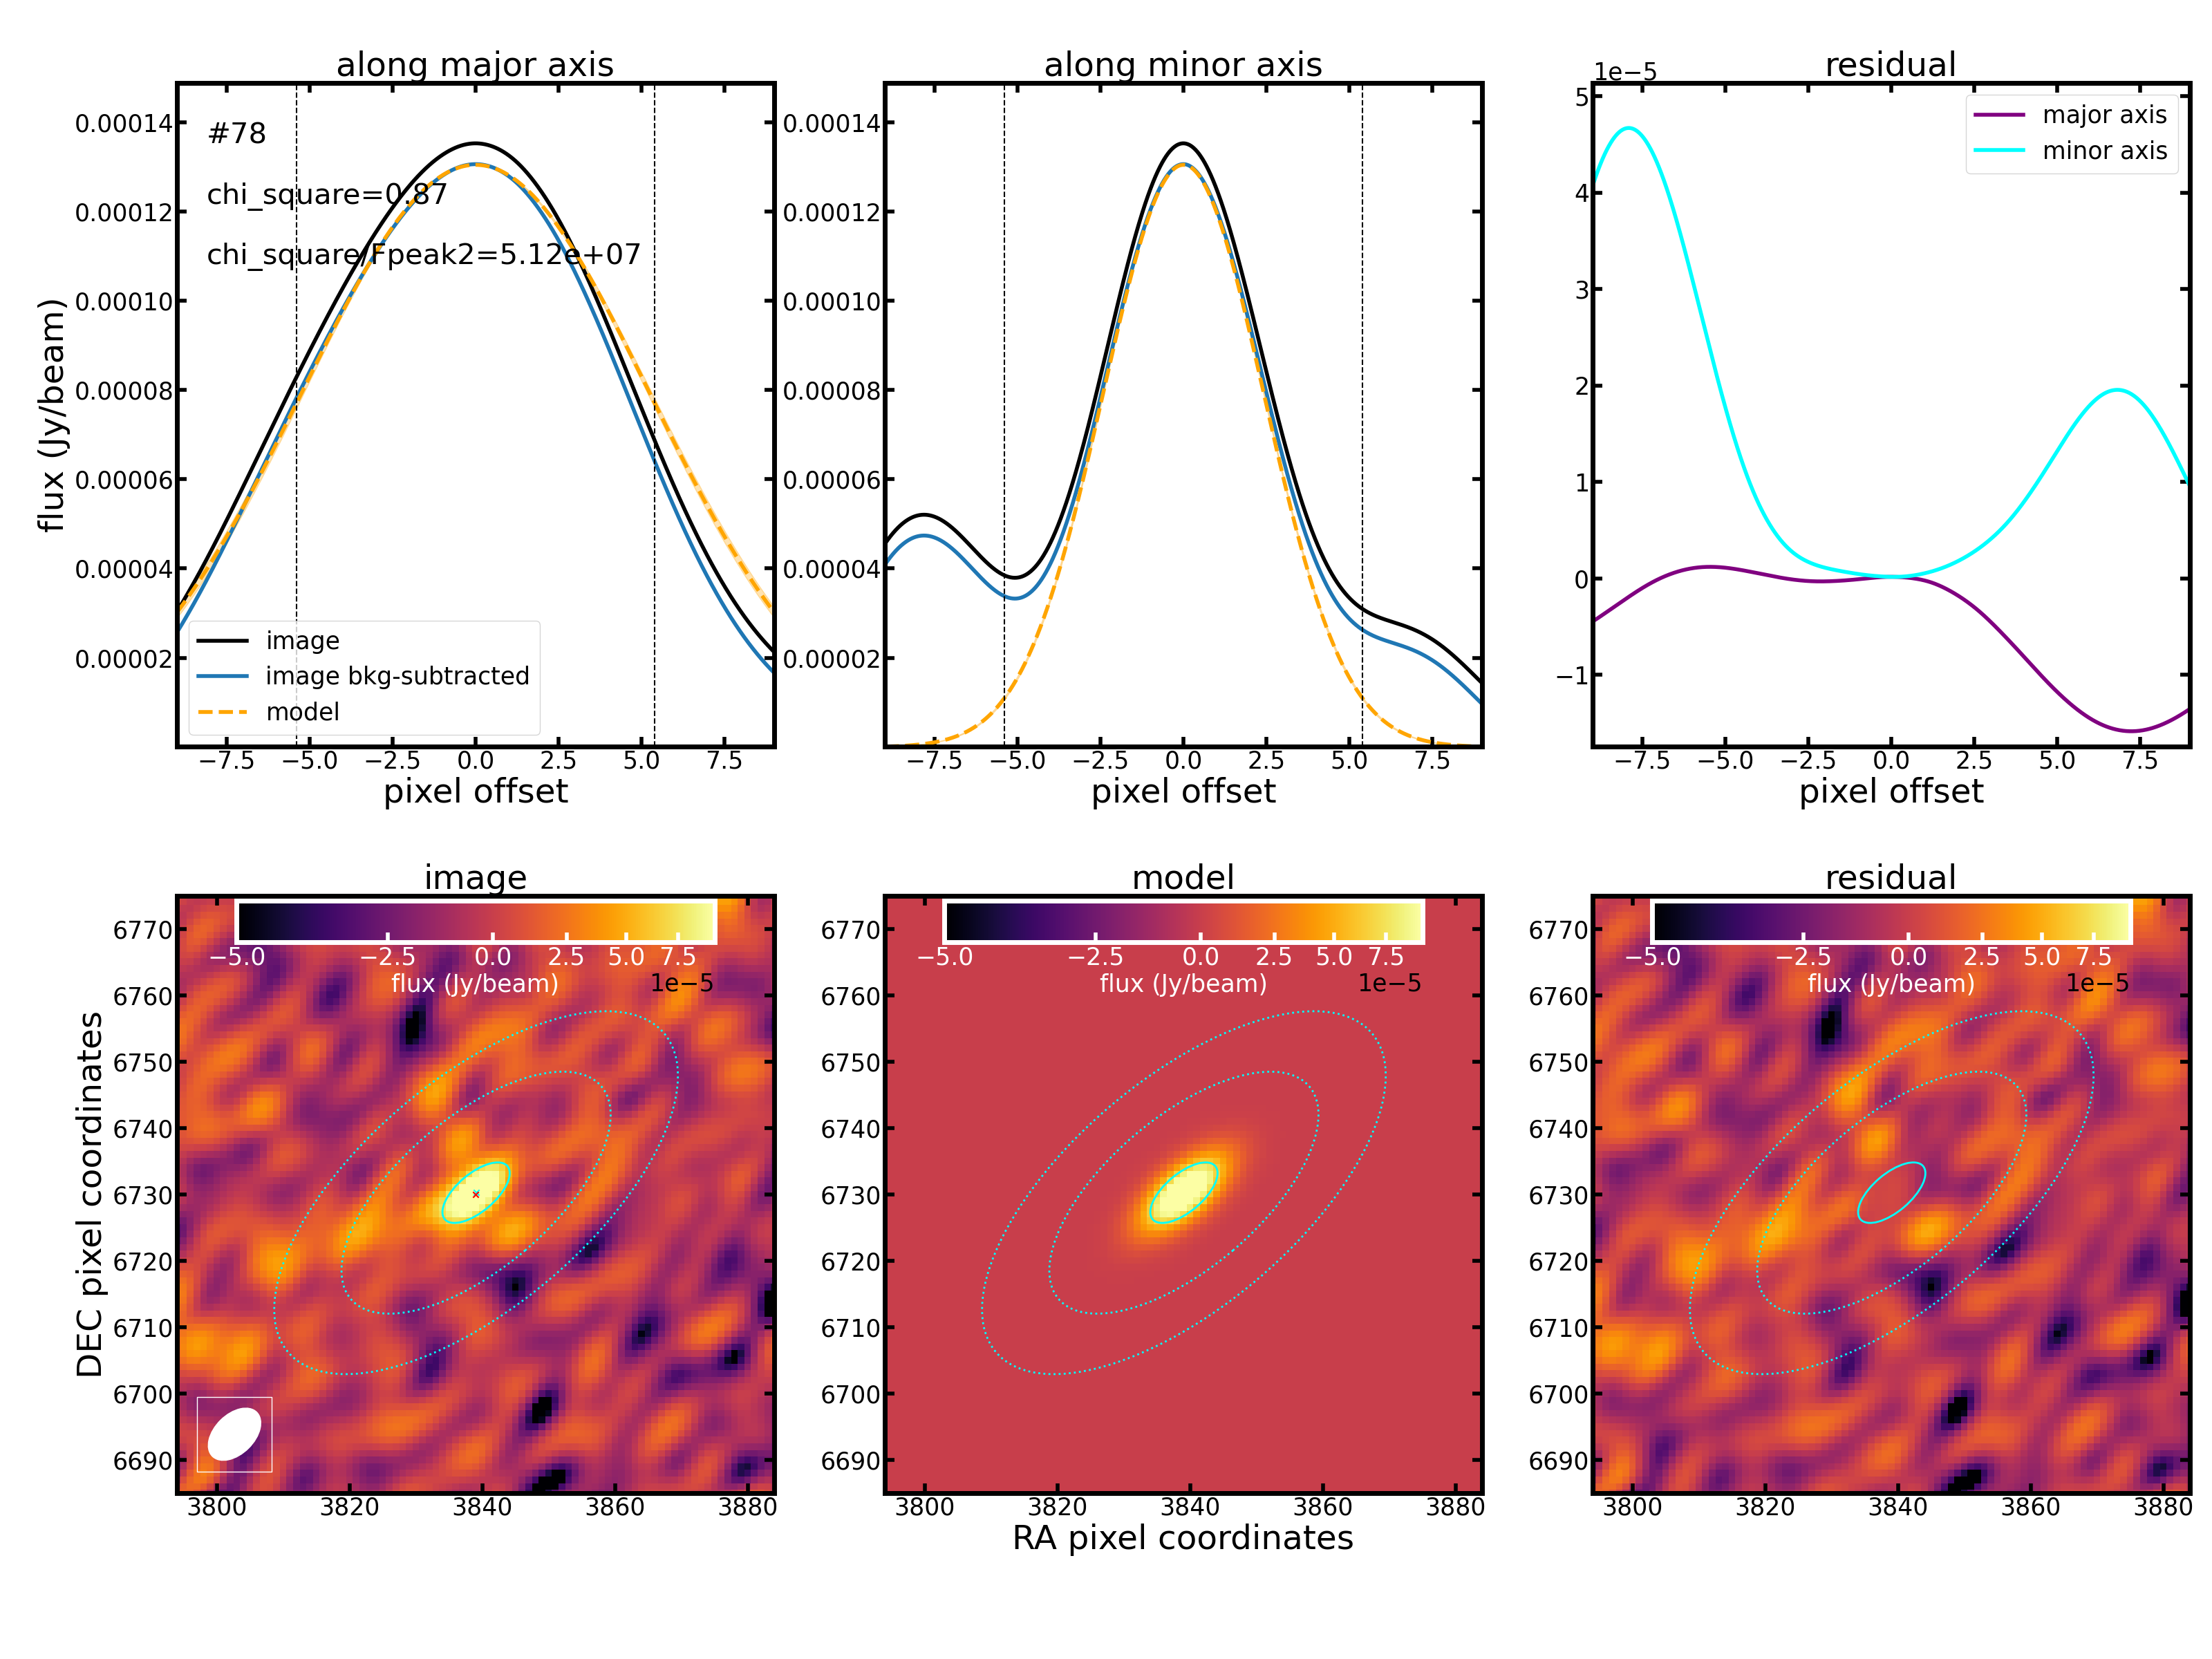 along major axis
along minor axis
residual
1e−5
0.00014
0.00012
0.00010
0.00008
0.00006
0.00004
0.00002
flux (Jy/beam)
#78
chi_square=0.87
chi_square/Fpeak2=5.12e+07
image
image bkg-subtracted
model
−7.5 −5.0 −2.5 0.0 2.5 5.0 7.5
pixel offset
0.00014
0.00012
0.00010
0.00008
0.00006
0.00004
0.00002
−7.5 −5.0 −2.5 0.0 2.5 5.0 7.5
pixel offset
5
4
3
2
1
0
−1
major axis
minor axis
−7.5 −5.0 −2.5 0.0 2.5 5.0 7.5
pixel offset
image
model
residual
DEC pixel coordinates
6770
6760
6750
6740
6730
6720
6710
6700
6690
−5.0 −2.5 0.0 2.5 5.0 7.5
flux (Jy/beam) 1e−5
3800 3820 3840 3860 3880
6770
6760
6750
6740
6730
6720
6710
6700
6690
−5.0 −2.5 0.0 2.5 5.0 7.5
flux (Jy/beam) 1e−5
3800 3820 3840 3860 3880
RA pixel coordinates
6770
6760
6750
6740
6730
6720
6710
6700
6690
−5.0 −2.5 0.0 2.5 5.0 7.5
flux (Jy/beam) 1e−5
3800 3820 3840 3860 3880